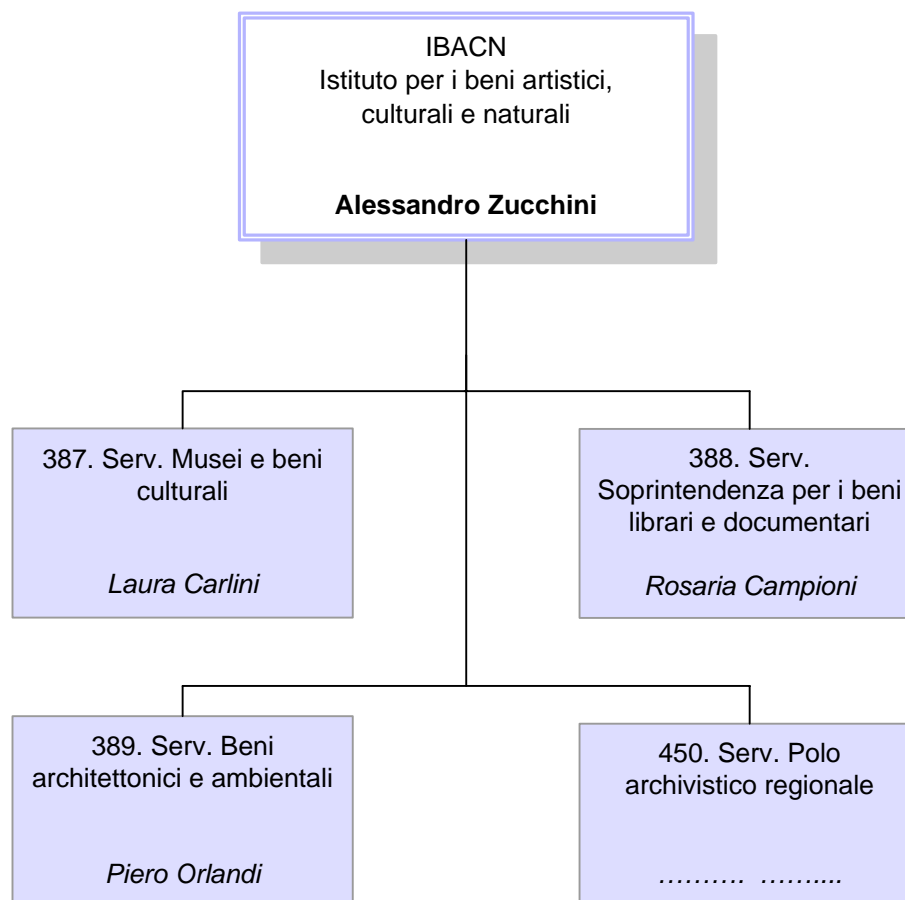 IBACN
Istituto per i beni artistici,
culturali e naturali
Alessandro Zucchini
387. Serv. Musei e beni
culturali
Laura Carlini
388. Serv.
Soprintendenza per i beni
librari e documentari
Rosaria Campioni
389. Serv. Beni
architettonici e ambientali
Piero Orlandi
450. Serv. Polo
archivistico regionale
………. ……....